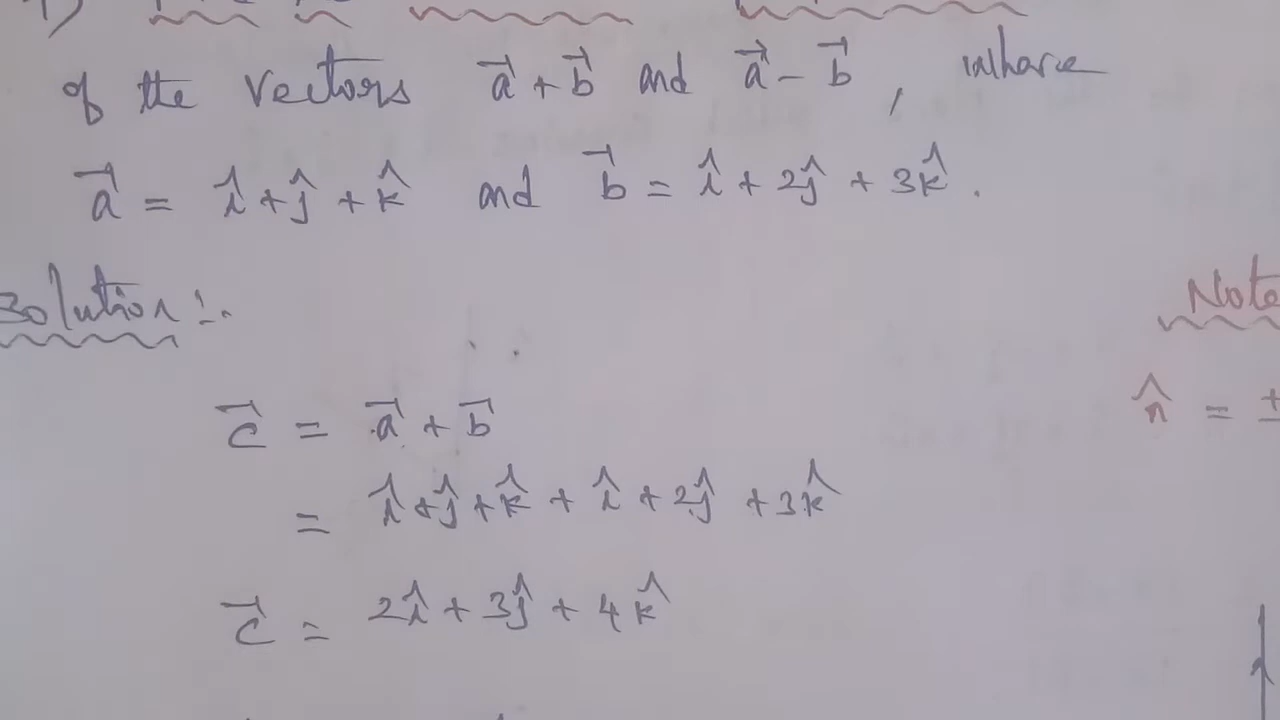 of the Vectors a⃗ + b⃗ and a⃗ - b⃗, where
a⃗ = î + ĵ + k̂ and b⃗ = î + 2ĵ + 3k̂.
Solution:-
Note
n̂ = ±
c⃗ = a⃗ + b⃗
= î + ĵ + k̂ + î + 2ĵ + 3k̂
c⃗ = 2î + 3ĵ + 4k̂